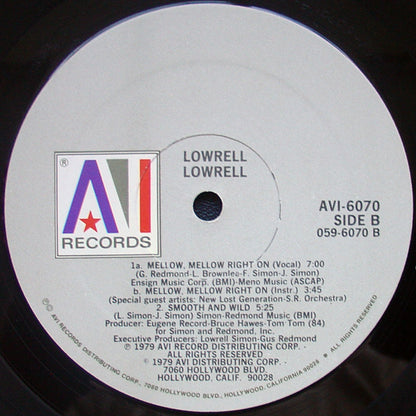 LOWRELL
LOWRELL
®
AVI
RECORDS
AVI-6070
SIDE B
059-6070 B
1a. MELLOW, MELLOW RIGHT ON (Vocal) 7:00
(G. Redmond-L. Brownlee-F. Simon-J. Simon)
Ensign Music Corp. (BMI)-Meno Music (ASCAP)
b. MELLOW, MELLOW RIGHT ON (Instr.) 3:45
(Special guest artists: New Lost Generation-S.R. Orchestra)
2. SMOOTH AND WILD 5:25
(L. Simon-J. Simon) Simon-Redmond Music (BMI)
Producer: Eugene Record-Bruce Hawes-Tom Tom (84)
for Simon and Redmond, Inc.
Executive Producers: Lowrell Simon-Gus Redmond
℗ 1979 AVI RECORD DISTRIBUTING CORP.
ALL RIGHTS RESERVED
© 1979 AVI DISTRIBUTING CORP.
7060 HOLLYWOOD BLVD.
HOLLYWOOD, CALIF. 90028
℗© AVI RECORDS DISTRIBUTING CORP., 7060 HOLLYWOOD BLVD., HOLLYWOOD, CALIFORNIA 90028 • ALL RIGHTS RESERVED